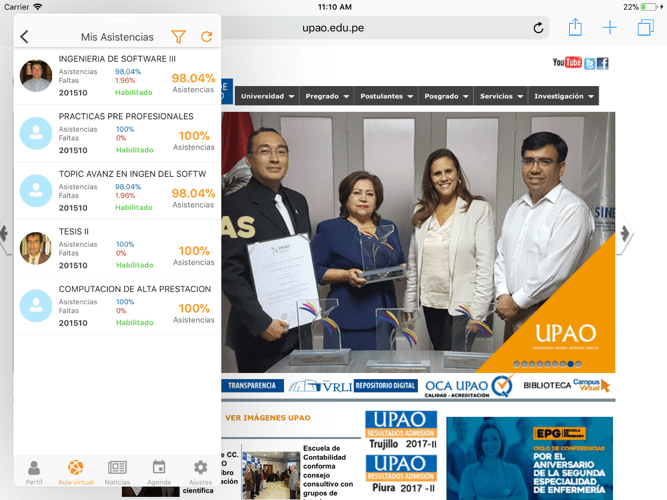 Carrier
11:10 AM
22%
Mis Asistencias
upao.edu.pe
INGENIERIA DE SOFTWARE III
Asistencias 98.04%
Faltas 1.96%
201510 Habilitado
98.04%
Asistencias
PRACTICAS PRE PROFESIONALES
Asistencias 100%
Faltas 0%
201510 Habilitado
100%
Asistencias
TOPIC AVANZ EN INGEN DEL SOFTW
Asistencias 98.04%
Faltas 1.96%
201510 Habilitado
98.04%
Asistencias
TESIS II
Asistencias 100%
Faltas 0%
201510 Habilitado
100%
Asistencias
COMPUTACION DE ALTA PRESTACION
Asistencias 100%
Faltas 0%
201510 Habilitado
100%
Asistencias
Perfil
Aula virtual
Noticias
Agenda
Ajustes
YouTube
Universidad
Pregrado
Postulantes
Posgrado
Servicios
Investigación
UPAO
TRANSPARENCIA
VRLI
REPOSITORIO DIGITAL
OCA UPAO
CALIDAD - ACREDITACIÓN
BIBLIOTECA
Campus
Virtual
VER IMÁGENES UPAO
Escuela de
Contabilidad
conforma
consejo
consultivo con
grupos de
científica
UPAO
RESULTADOS ADMISIÓN
Trujillo 2017-II
UPAO
RESULTADOS ADMISIÓN
Piura 2017 -II
EPG
CICLO DE CONFERENCIAS
POR EL
ANIVERSARIO
DE LA SEGUNDA
ESPECIALIDAD
DE ENFERMERÍA